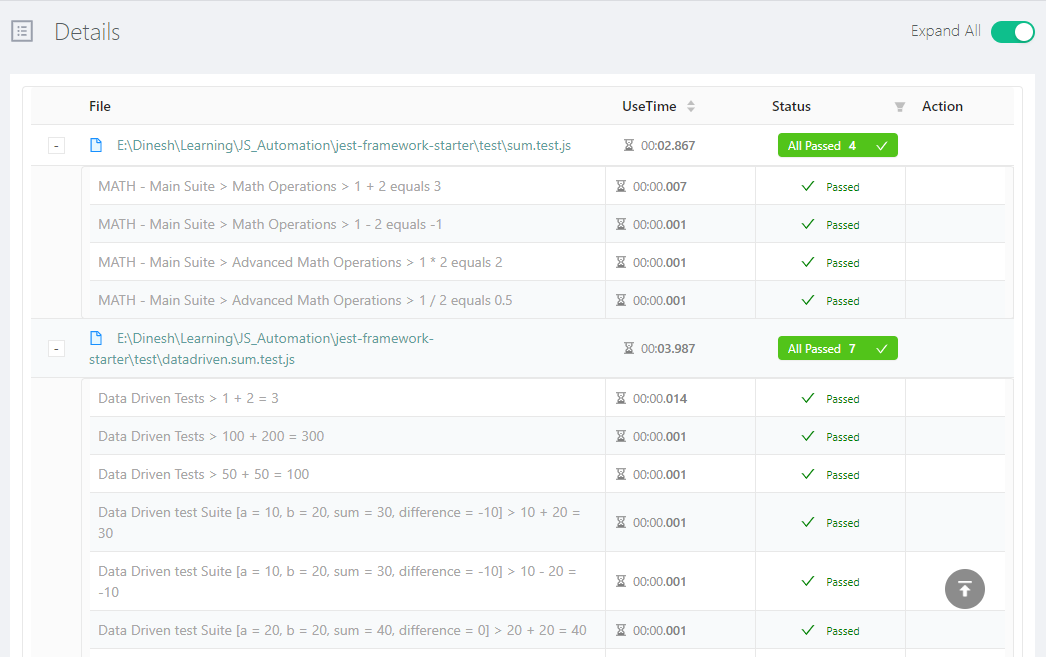 Details
Expand All
File UseTime Status Action
- E:\Dinesh\Learning\JS_Automation\jest-framework-starter\test\sum.test.js 00:02.867 All Passed 4
MATH - Main Suite > Math Operations > 1 + 2 equals 3 00:00.007 Passed
MATH - Main Suite > Math Operations > 1 - 2 equals -1 00:00.001 Passed
MATH - Main Suite > Advanced Math Operations > 1 * 2 equals 2 00:00.001 Passed
MATH - Main Suite > Advanced Math Operations > 1 / 2 equals 0.5 00:00.001 Passed
- E:\Dinesh\Learning\JS_Automation\jest-framework-
starter\test\datadriven.sum.test.js 00:03.987 All Passed 7
Data Driven Tests > 1 + 2 = 3 00:00.014 Passed
Data Driven Tests > 100 + 200 = 300 00:00.001 Passed
Data Driven Tests > 50 + 50 = 100 00:00.001 Passed
Data Driven test Suite [a = 10, b = 20, sum = 30, difference = -10] > 10 + 20 =
30 00:00.001 Passed
Data Driven test Suite [a = 10, b = 20, sum = 30, difference = -10] > 10 - 20 =
-10 00:00.001 Passed
Data Driven test Suite [a = 20, b = 20, sum = 40, difference = 0] > 20 + 20 = 40 00:00.001 Passed